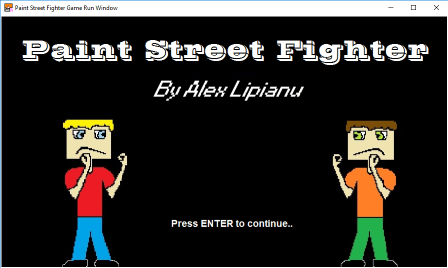 Paint Street Fighter Game Run Window
Paint Street Fighter
By Alex Lipianu
Press ENTER to continue..